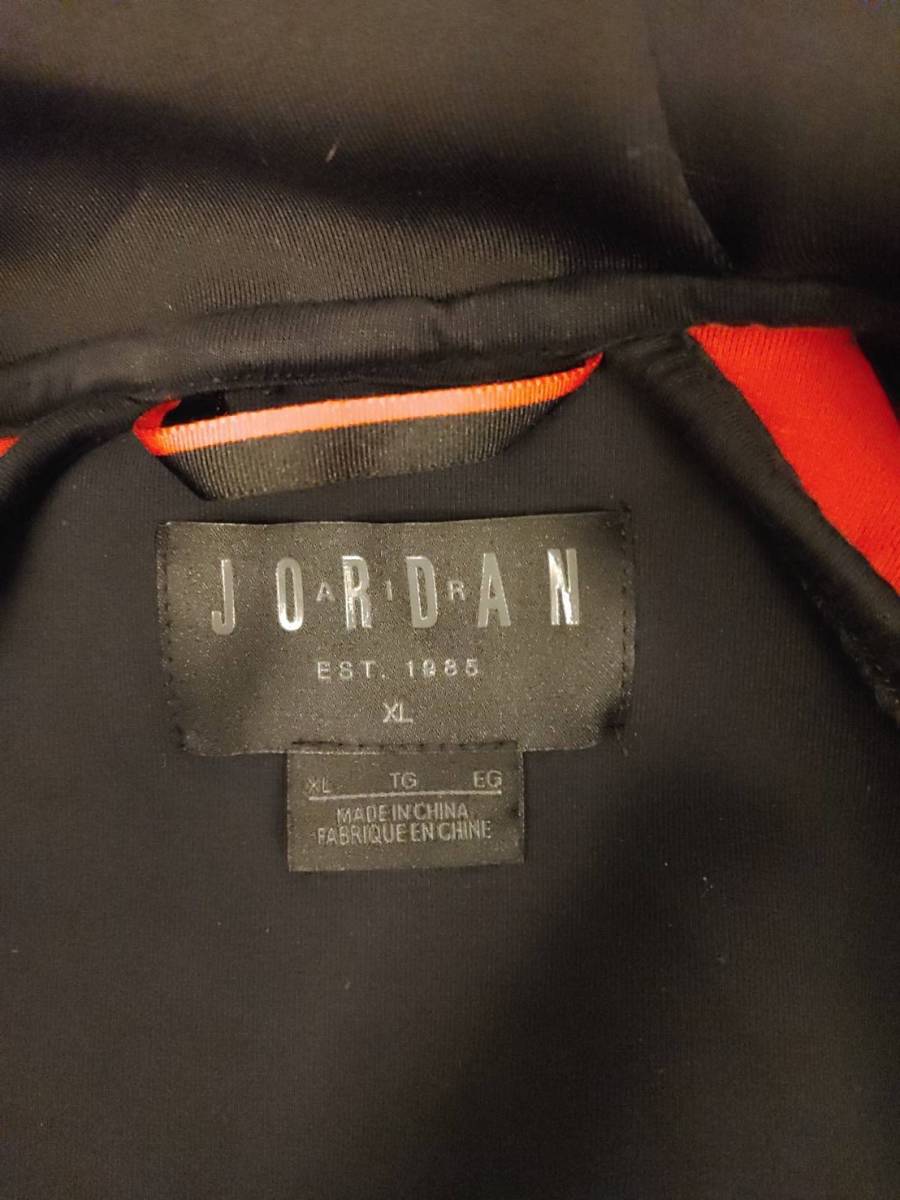 JORDAN
AIR
EST. 1985
XL
XL TG EG
MADE IN CHINA
FABRIQUE EN CHINE